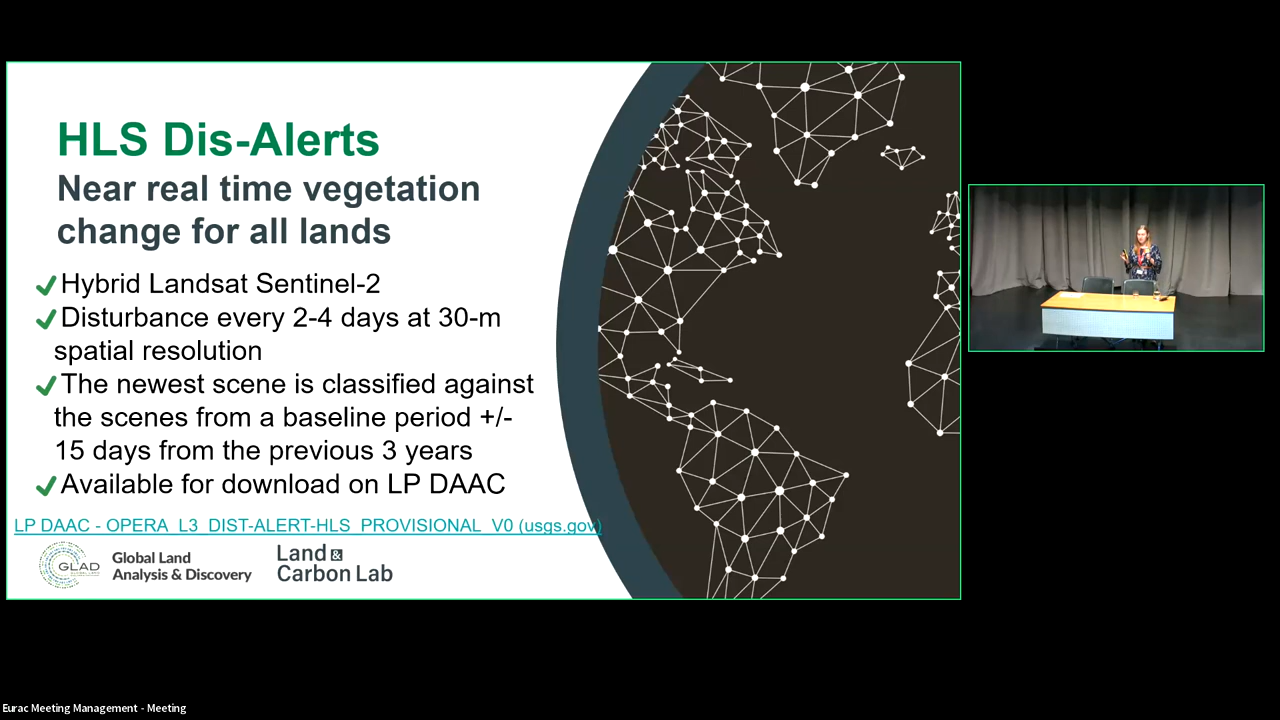 HLS Dis-Alerts
Near real time vegetation
change for all lands
Hybrid Landsat Sentinel-2
Disturbance every 2-4 days at 30-m
spatial resolution
The newest scene is classified against
the scenes from a baseline period +/-
15 days from the previous 3 years
Available for download on LP DAAC
LP DAAC - OPERA_L3_DIST-ALERT-HLS_PROVISIONAL_V0 (usgs.gov)
GLAD
Global Land
Analysis & Discovery
Land &
Carbon Lab
Eurac Meeting Management - Meeting